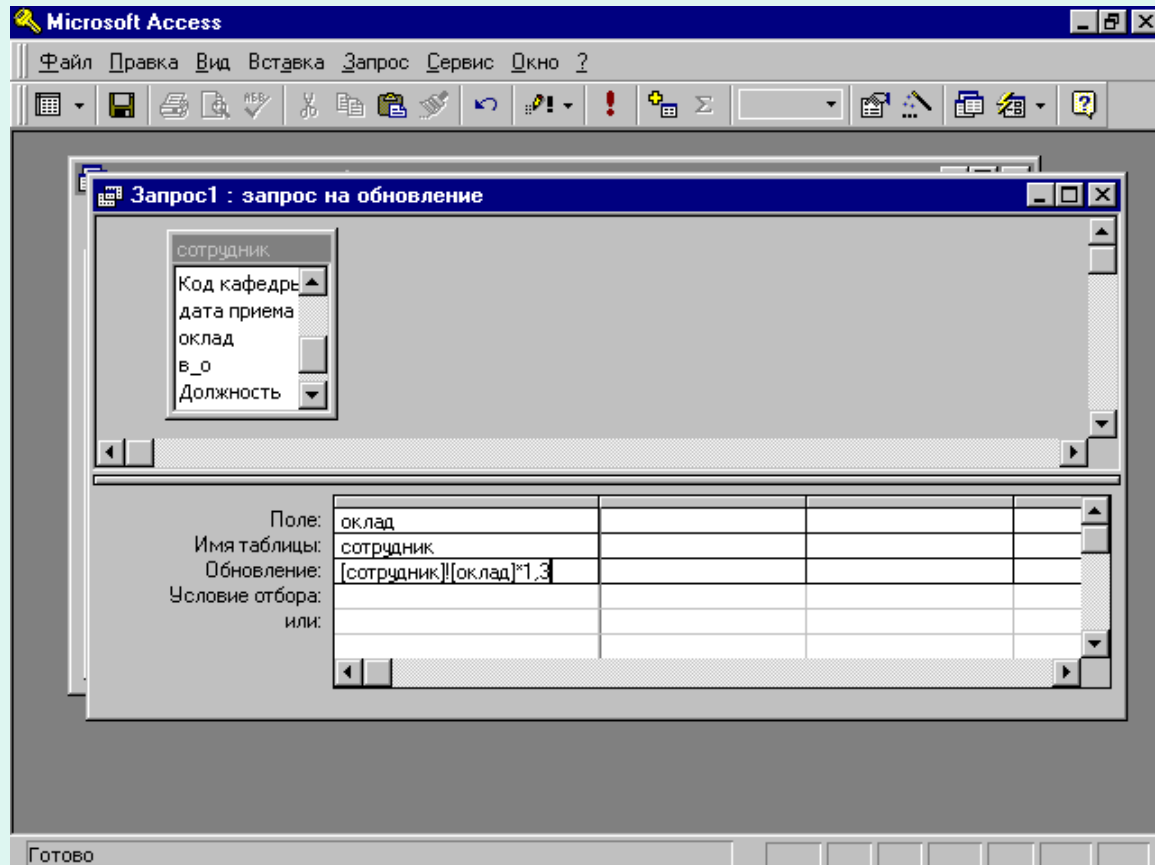 Microsoft Access
Файл Правка Вид Вставка Запрос Сервис Окно ?
Запрос1 : запрос на обновление
сотрудник
Код кафедры
дата приема
оклад
в_о
Должность
Поле: оклад
Имя таблицы: сотрудник
Обновление: [сотрудник]![оклад]*1,3
Условие отбора:
или:
Готово